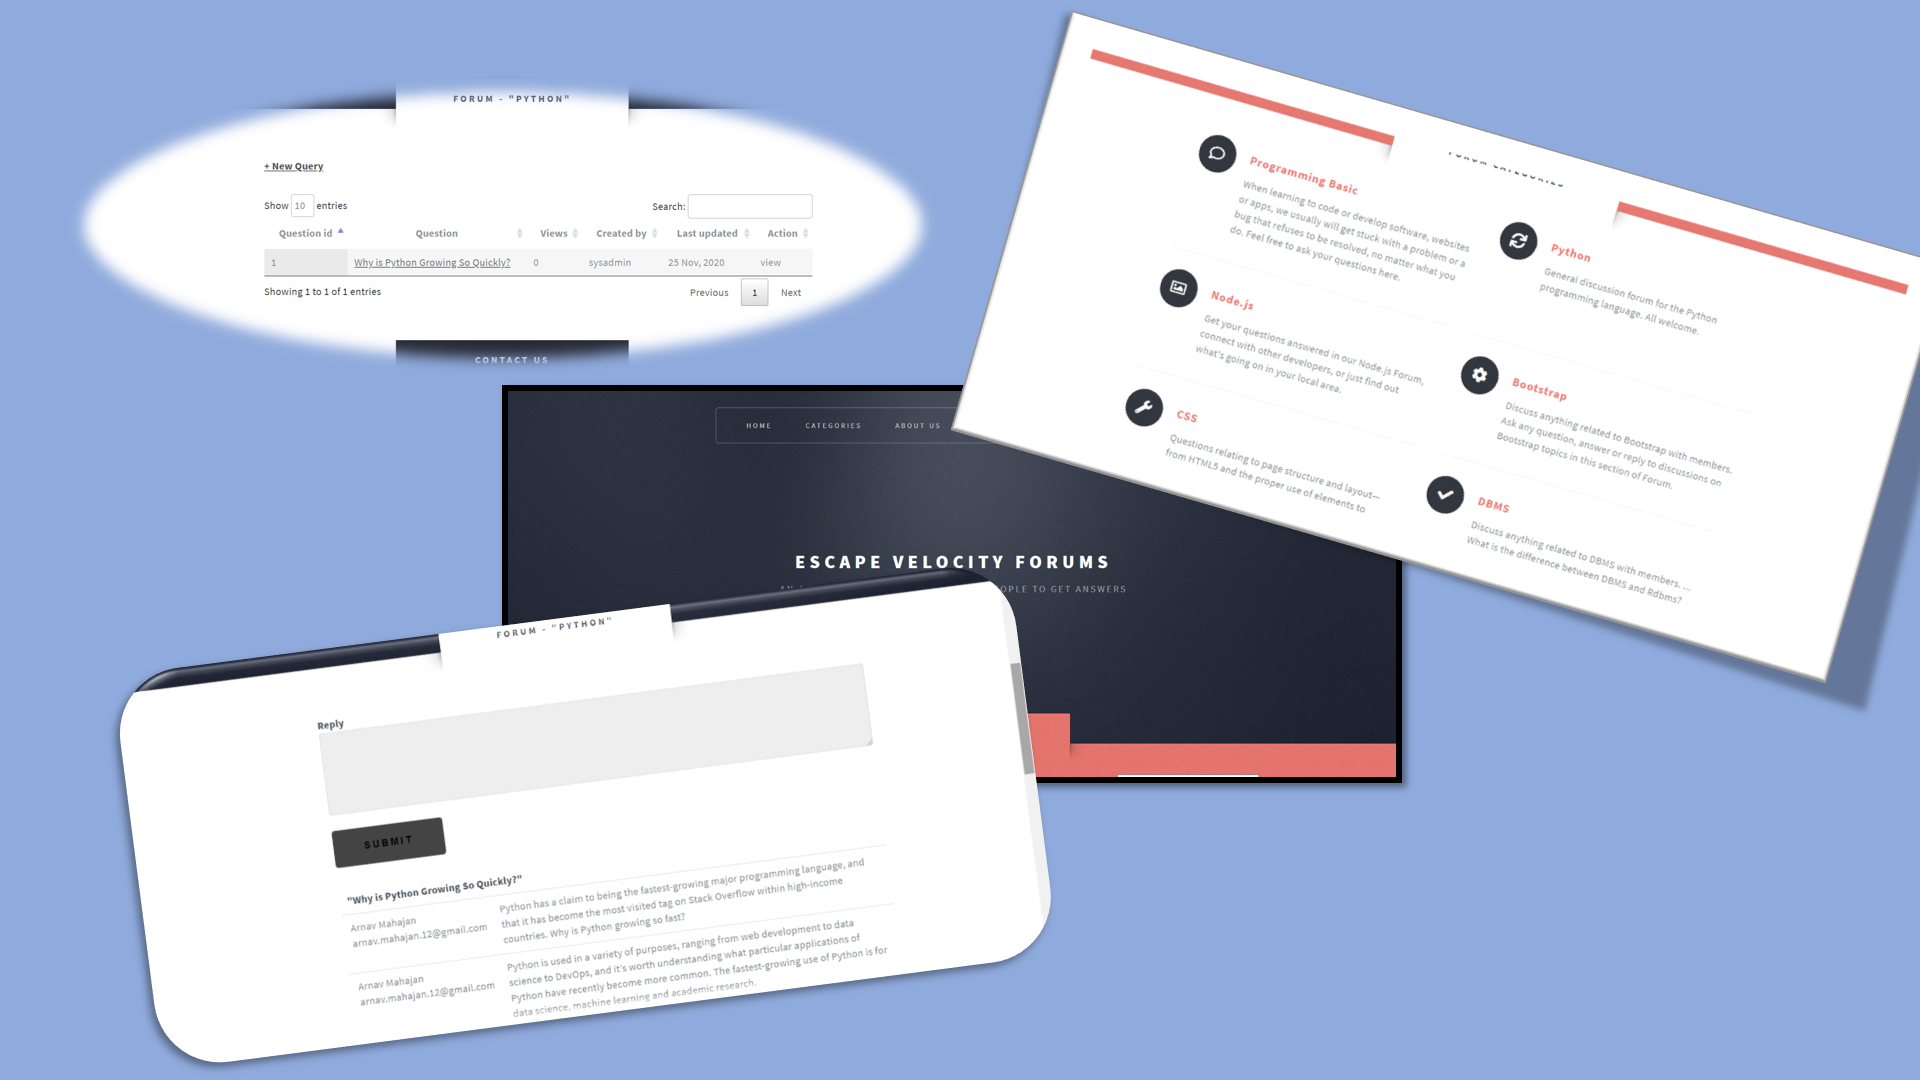 FORUM - "PYTHON"
+ New Query
Show 10 entries
Search:
Question id Question Views Created by Last updated Action
1 Why is Python Growing So Quickly? 0 sysadmin 25 Nov, 2020 view
Showing 1 to 1 of 1 entries
Previous 1 Next
CONTACT US
FORUM CATEGORIES
Programming Basic
When learning to code or develop software, websites
or apps, we usually will get stuck with a problem or a
bug that refuses to be resolved, no matter what you
do. Feel free to ask your questions here.
Python
General discussion forum for the Python
programming language. All welcome.
Node.js
Get your questions answered in our Node.js Forum,
connect with other developers, or just find out
what's going on in your local area.
Bootstrap
Discuss anything related to Bootstrap with members.
Ask any question, answer or reply to discussions on
Bootstrap topics in this section of Forum.
CSS
Questions relating to page structure and layout—
from HTML5 and the proper use of elements to
DBMS
Discuss anything related to DBMS with members. ...
What is the difference between DBMS and Rdbms?
HOME CATEGORIES ABOUT US
ESCAPE VELOCITY FORUMS
TO GET ANSWERS
FORUM - "PYTHON"
Reply
SUBMIT
"Why is Python Growing So Quickly?"
Arnav Mahajan
arnav.mahajan.12@gmail.com
Python has a claim to being the fastest-growing major programming language, and
that it has become the most visited tag on Stack Overflow within high-income
countries. Why is Python growing so fast?
Arnav Mahajan
arnav.mahajan.12@gmail.com
Python is used in a variety of purposes, ranging from web development to data
science to DevOps, and it's worth understanding what particular applications of
Python have recently become more common. The fastest-growing use of Python is for
data science, machine learning and academic research.